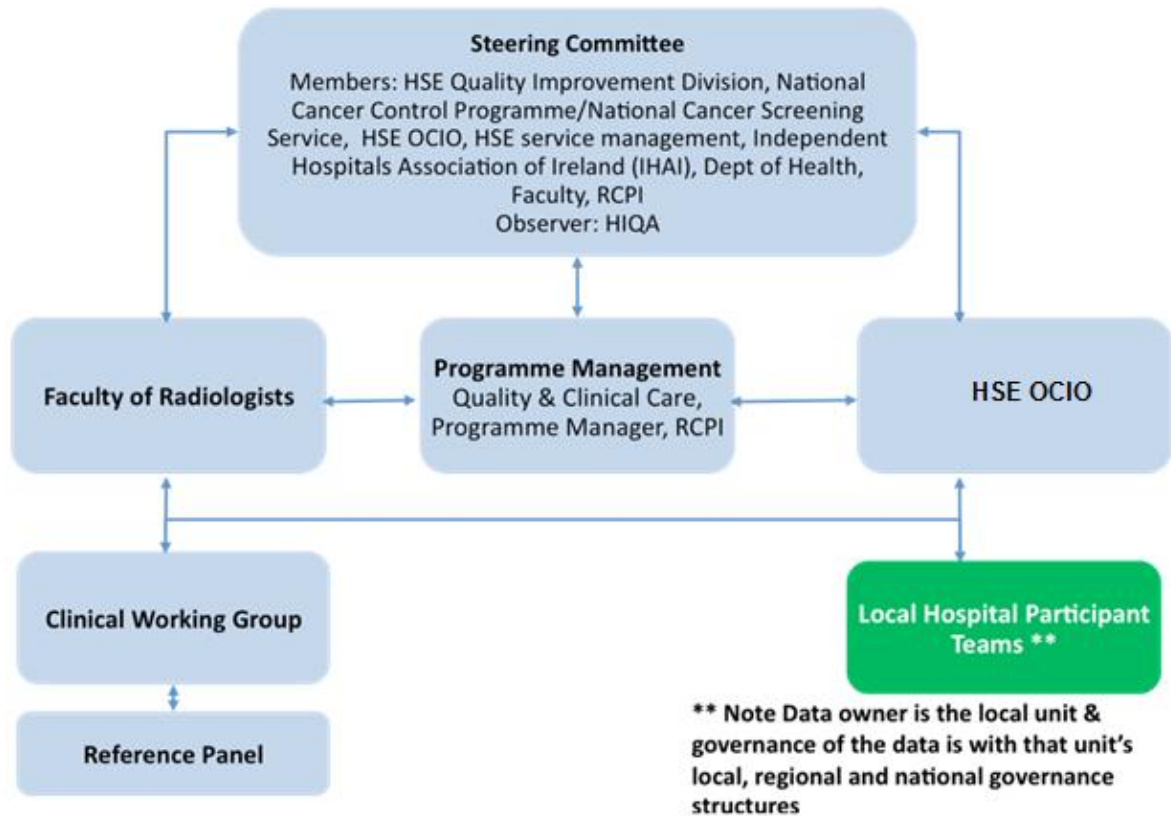 Steering Committee
Members: HSE Quality Improvement Division, National
Cancer Control Programme/National Cancer Screening
Service, HSE OCIO, HSE service management, Independent
Hospitals Association of Ireland (IHAI), Dept of Health,
Faculty, RCPI
Observer: HIQA
Faculty of Radiologists
Programme Management
Quality & Clinical Care,
Programme Manager, RCPI
HSE OCIO
Clinical Working Group
Local Hospital Participant
Teams **
Reference Panel
** Note Data owner is the local unit &
governance of the data is with that unit's
local, regional and national governance
structures